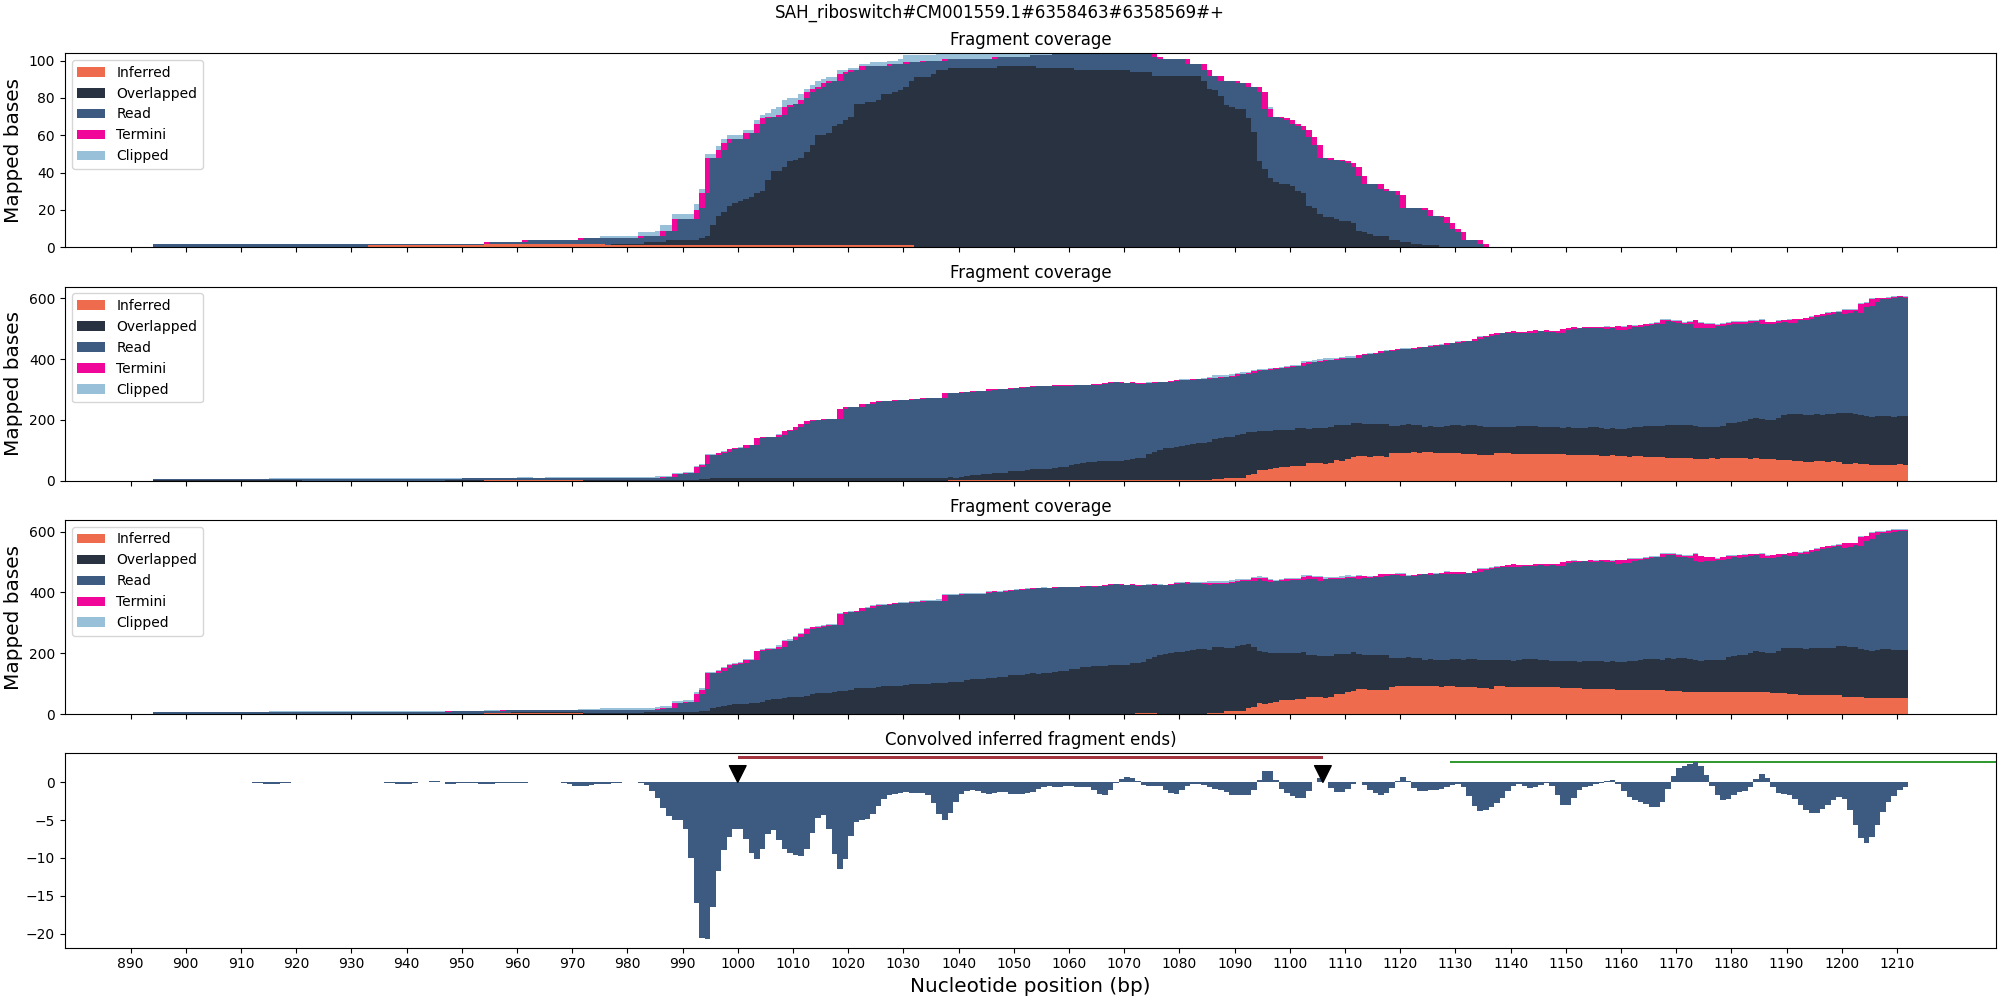 SAH_riboswitch#CM001559.1#6358463#6358569#+
Fragment coverage
Mapped bases
100
80
60
40
20
0
Inferred
Overlapped
Read
Termini
Clipped
Fragment coverage
Mapped bases
600
400
200
0
Inferred
Overlapped
Read
Termini
Clipped
Fragment coverage
Mapped bases
600
400
200
0
Inferred
Overlapped
Read
Termini
Clipped
Convolved inferred fragment ends)
0
−5
−10
−15
−20
890 900 910 920 930 940 950 960 970 980 990 1000 1010 1020 1030 1040 1050 1060 1070 1080 1090 1100 1110 1120 1130 1140 1150 1160 1170 1180 1190 1200 1210
Nucleotide position (bp)